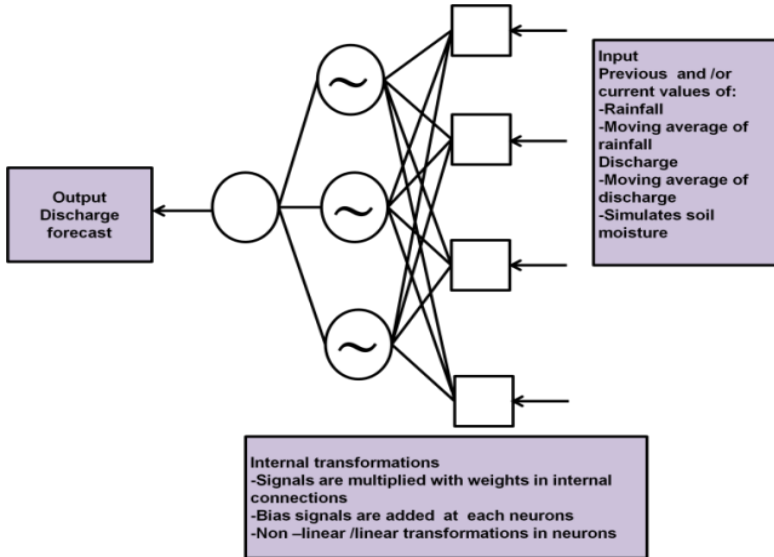 Input
Previous and /or
current values of:
-Rainfall
-Moving average of
rainfall
Discharge
-Moving average of
discharge
-Simulates soil
moisture
Output
Discharge
forecast
~
~
~
Internal transformations
-Signals are multiplied with weights in internal
connections
-Bias signals are added at each neurons
-Non –linear /linear transformations in neurons